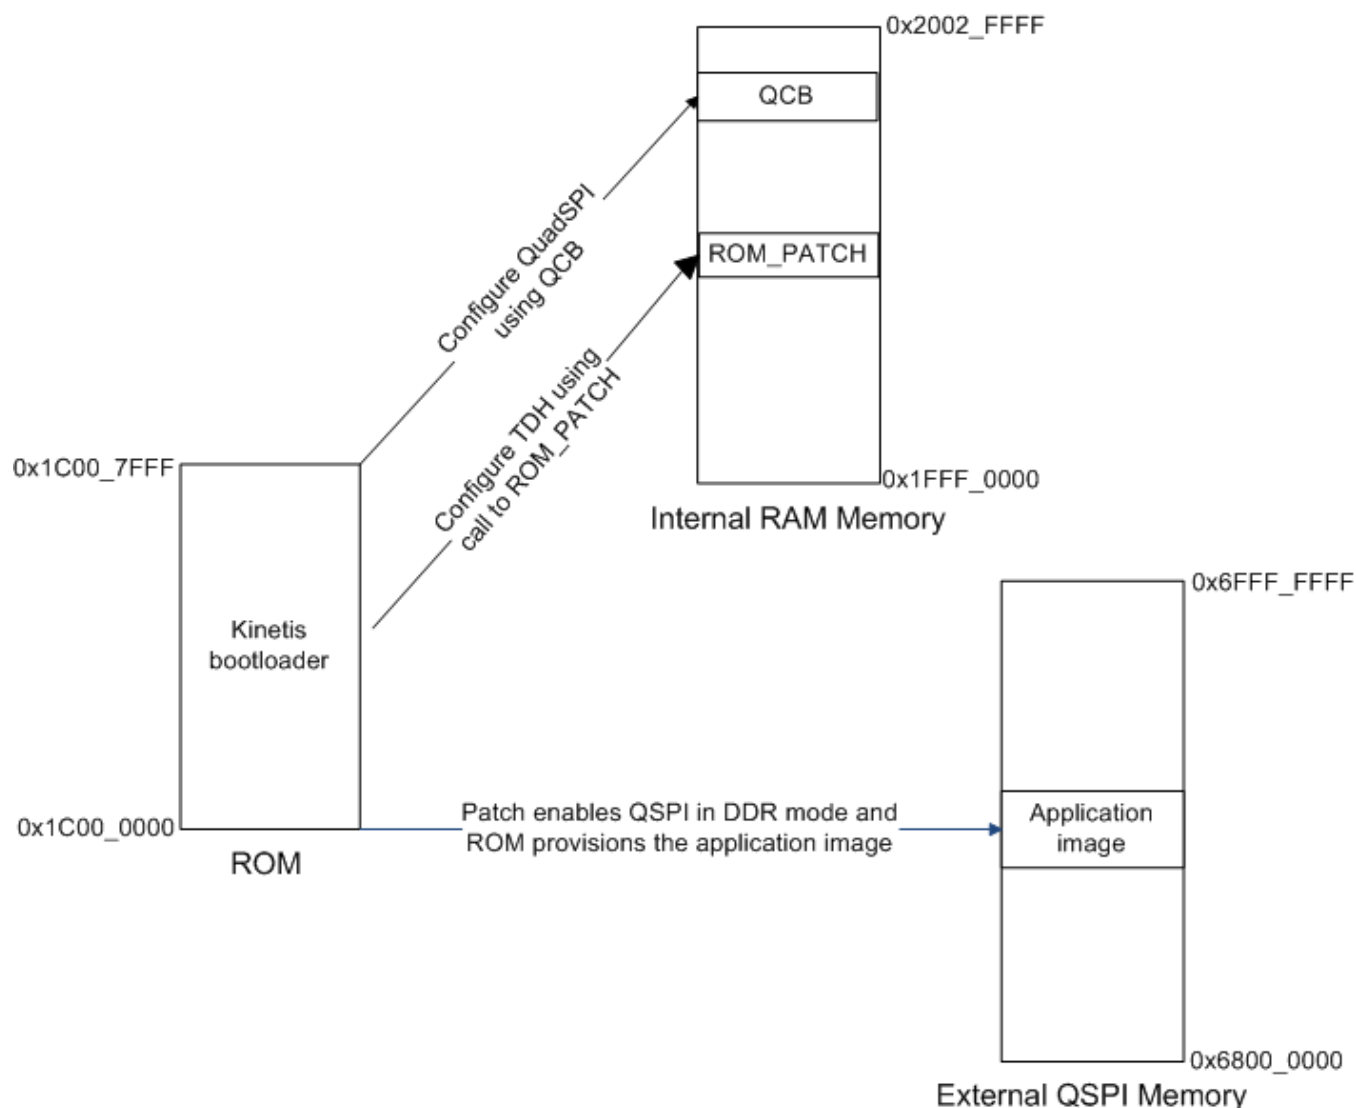 0x2002_FFFF
QCB
Configure QuadSPI
using QCB
ROM_PATCH
Configure TDH using
call to ROM_PATCH
0x1C00_7FFF
0x1FFF_0000
Internal RAM Memory
0x6FFF_FFFF
Kinetis
bootloader
Patch enables QSPI in DDR mode and
ROM provisions the application image
Application
image
0x1C00_0000
ROM
0x6800_0000
External QSPI Memory